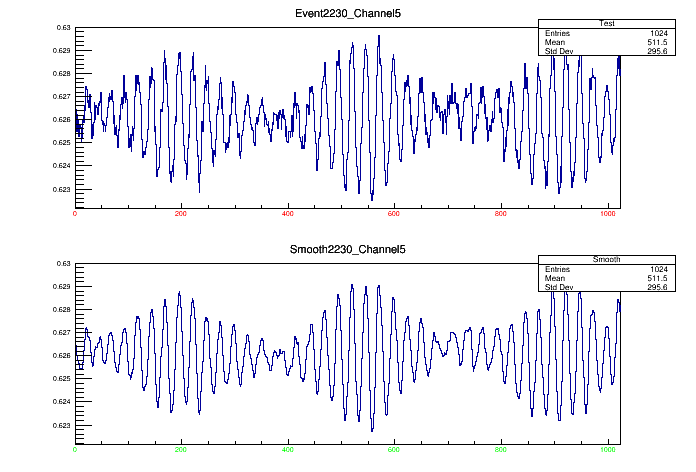 Event2230_Channel5
Test
Entries 1024
Mean 511.5
Std Dev 295.6
0.63
0.629
0.628
0.627
0.626
0.625
0.624
0.623
0 200 400 600 800 1000
Smooth2230_Channel5
Smooth
Entries 1024
Mean 511.5
Std Dev 295.6
0.63
0.629
0.628
0.627
0.626
0.625
0.624
0.623
0 200 400 600 800 1000